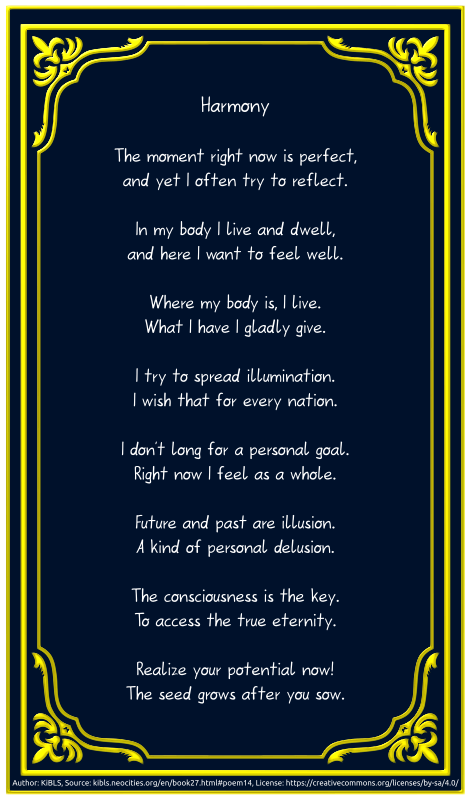 Harmony
The moment right now is perfect,
and yet I often try to reflect.
In my body I live and dwell,
and here I want to feel well.
Where my body is, I live.
What I have I gladly give.
I try to spread illumination.
I wish that for every nation.
I don't long for a personal goal.
Right now I feel as a whole.
Future and past are illusion.
A kind of personal delusion.
The consciousness is the key.
To access the true eternity.
Realize your potential now!
The seed grows after you sow.
Author: KIBLS, Source: kibls.neocities.org/en/book27.html#poem14, License: https://creativecommons.org/licenses/by-sa/4.0/